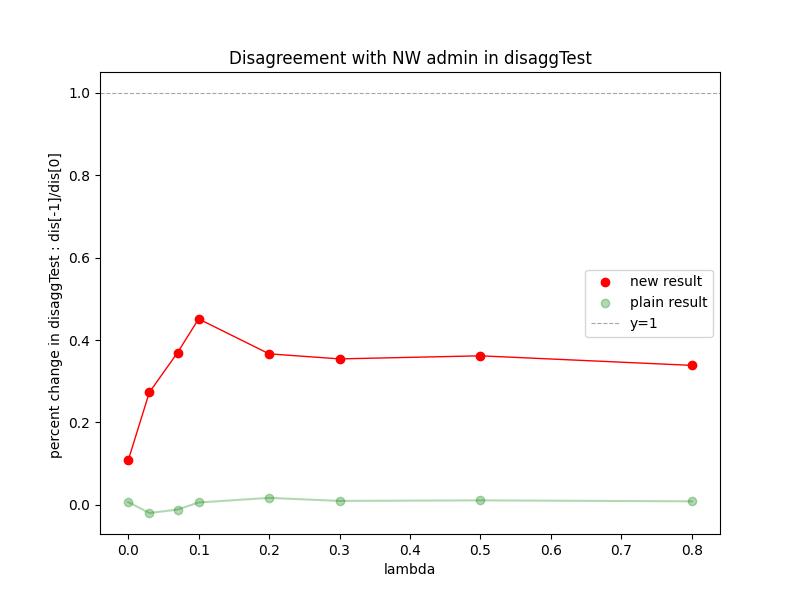 Disagreement with NW admin in disaggTest
percent change in disaggTest : dis[-1]/dis[0]
1.0
0.8
0.6
0.4
0.2
0.0
new result
plain result
y=1
0.0 0.1 0.2 0.3 0.4 0.5 0.6 0.7 0.8
lambda